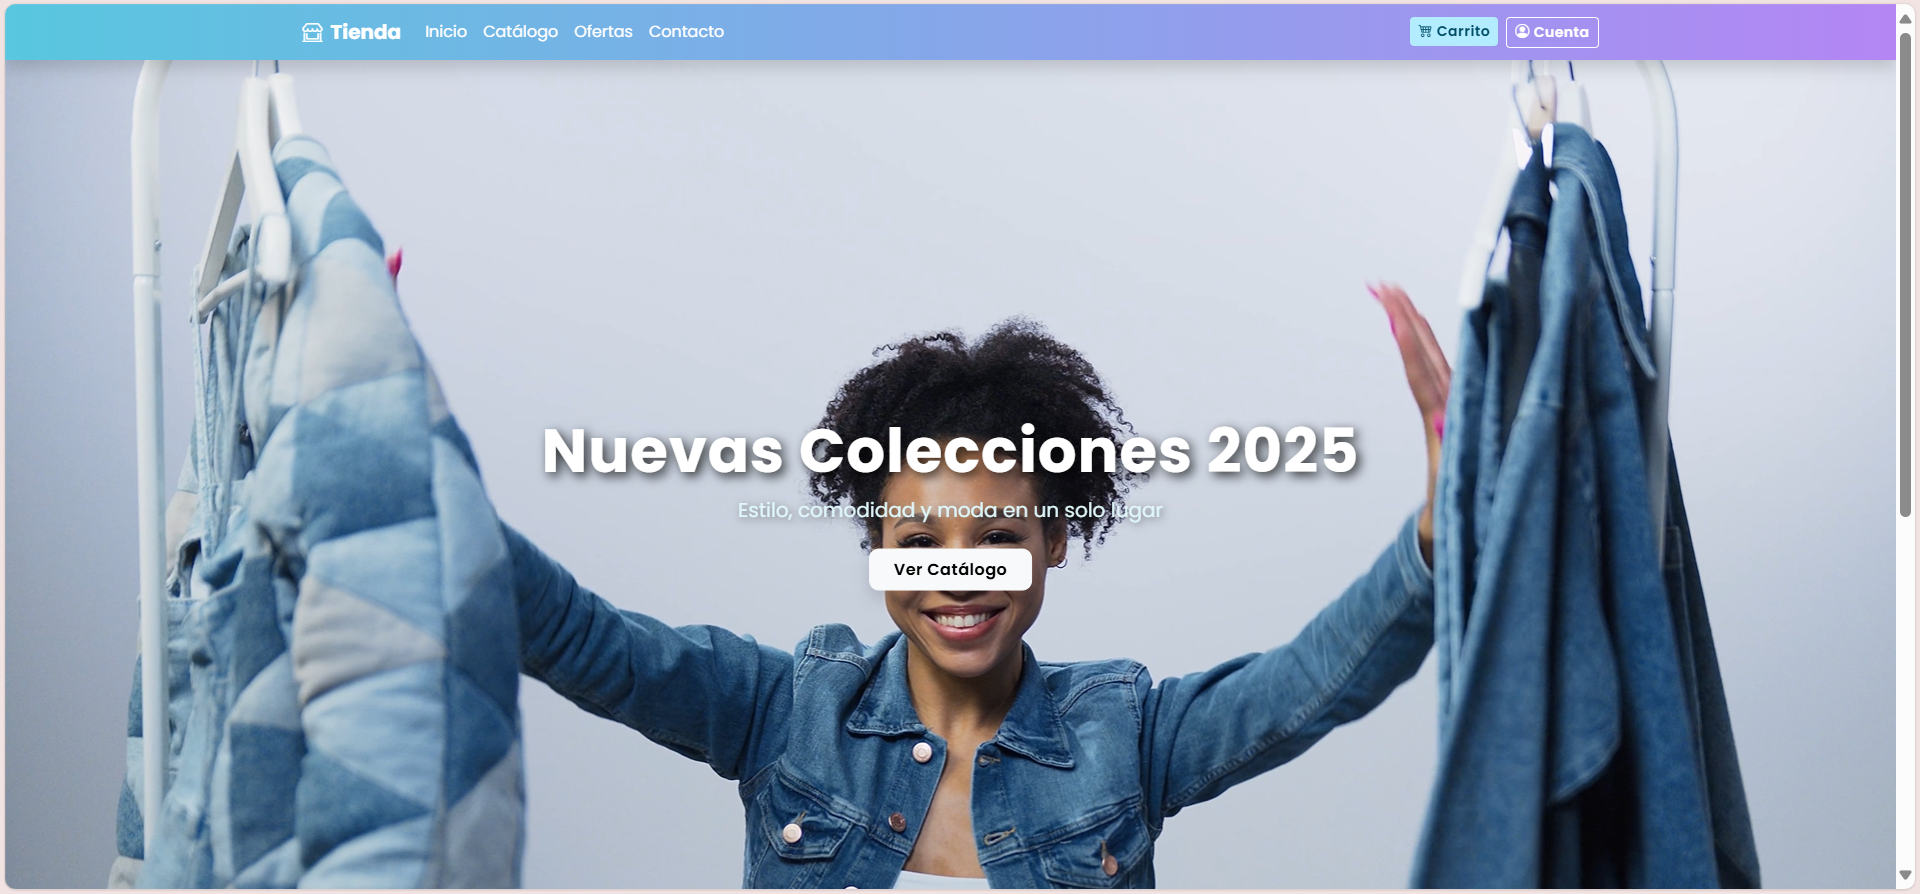 Tienda Inicio Catálogo Ofertas Contacto Carrito Cuenta
Nuevas Colecciones 2025
Estilo, comodidad y moda en un solo lugar
Ver Catálogo